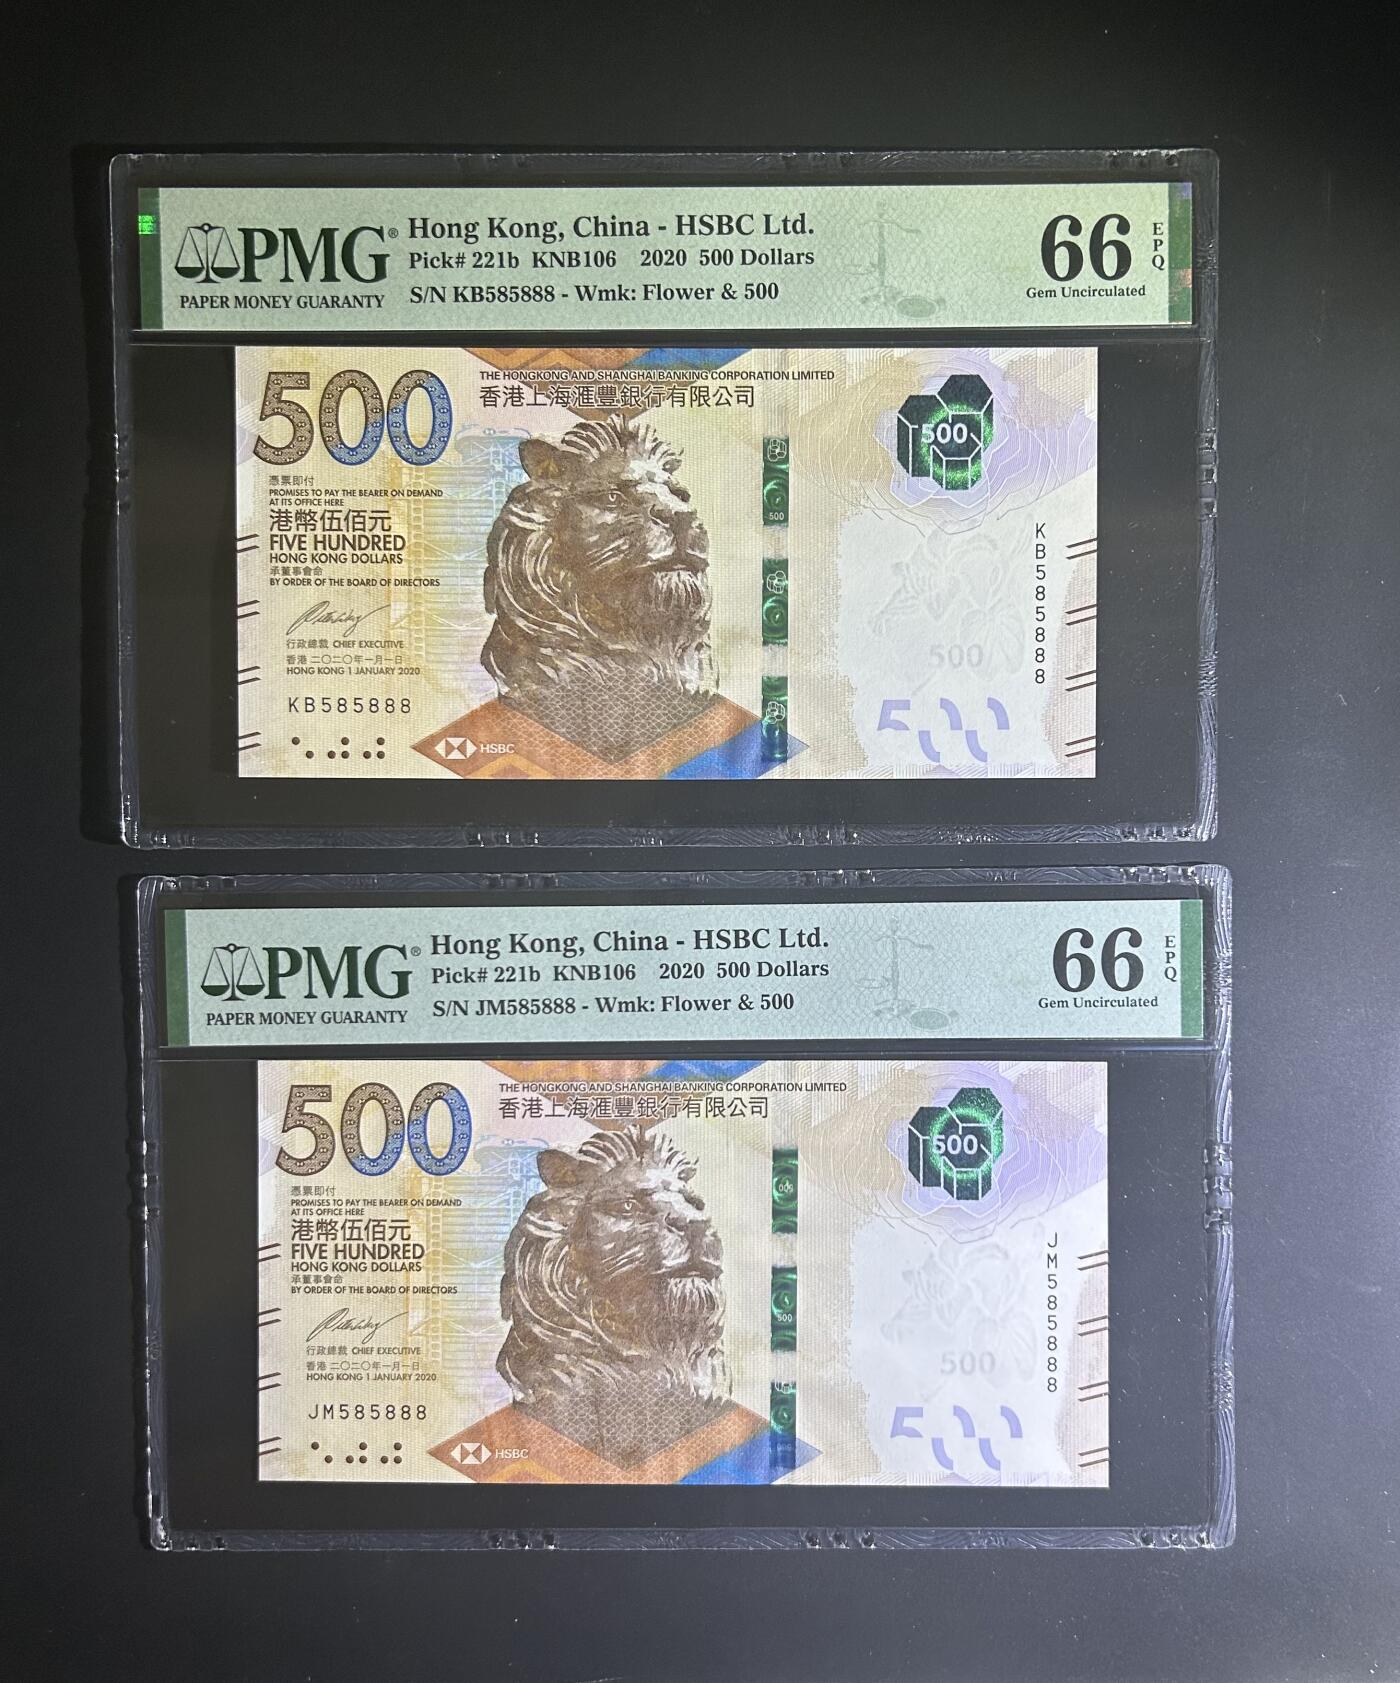 PMG®
PAPER MONEY GUARANTY
Hong Kong, China - HSBC Ltd.
Pick# 221b KNB106 2020 500 Dollars
S/N KB585888 - Wmk: Flower & 500
66
EPQ
Gem Uncirculated
500
THE HONGKONG AND SHANGHAI BANKING CORPORATION LIMITED
香港上海滙豐銀行有限公司
憑票即付
PROMISES TO PAY THE BEARER ON DEMAND
AT ITS OFFICE HERE
港幣伍佰元
FIVE HUNDRED
HONG KONG DOLLARS
承董事會命
BY ORDER OF THE BOARD OF DIRECTORS
行政總裁 CHIEF EXECUTIVE
香港 二〇二〇年一月一日
HONG KONG 1 JANUARY 2020
KB585888
HSBC
500
500
KB585888
500
500
PMG®
PAPER MONEY GUARANTY
Hong Kong, China - HSBC Ltd.
Pick# 221b KNB106 2020 500 Dollars
S/N JM585888 - Wmk: Flower & 500
66
EPQ
Gem Uncirculated
500
THE HONGKONG AND SHANGHAI BANKING CORPORATION LIMITED
香港上海滙豐銀行有限公司
憑票即付
PROMISES TO PAY THE BEARER ON DEMAND
AT ITS OFFICE HERE
港幣伍佰元
FIVE HUNDRED
HONG KONG DOLLARS
承董事會命
BY ORDER OF THE BOARD OF DIRECTORS
行政總裁 CHIEF EXECUTIVE
香港 二〇二〇年一月一日
HONG KONG 1 JANUARY 2020
JM585888
HSBC
500
500
JM585888
500
500